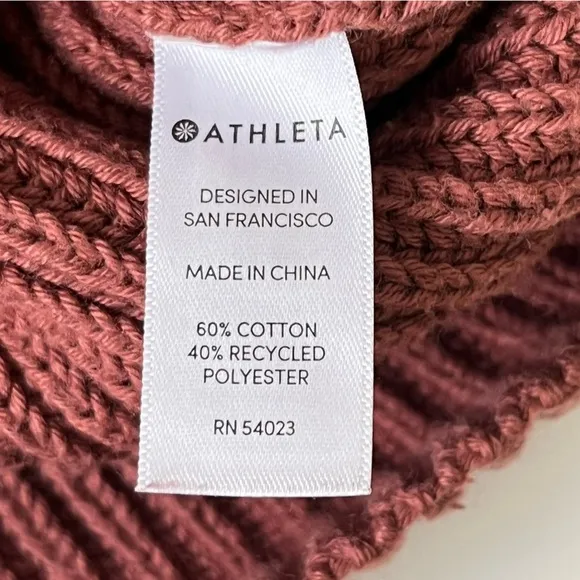 ATHLETA
DESIGNED IN
SAN FRANCISCO
MADE IN CHINA
60% COTTON
40% RECYCLED
POLYESTER
RN 54023